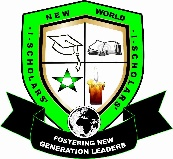 NEW WORLD
-I-SCHOLARS'
-I-SCHOLARS'
FOSTERING NEW
GENERATION LEADERS